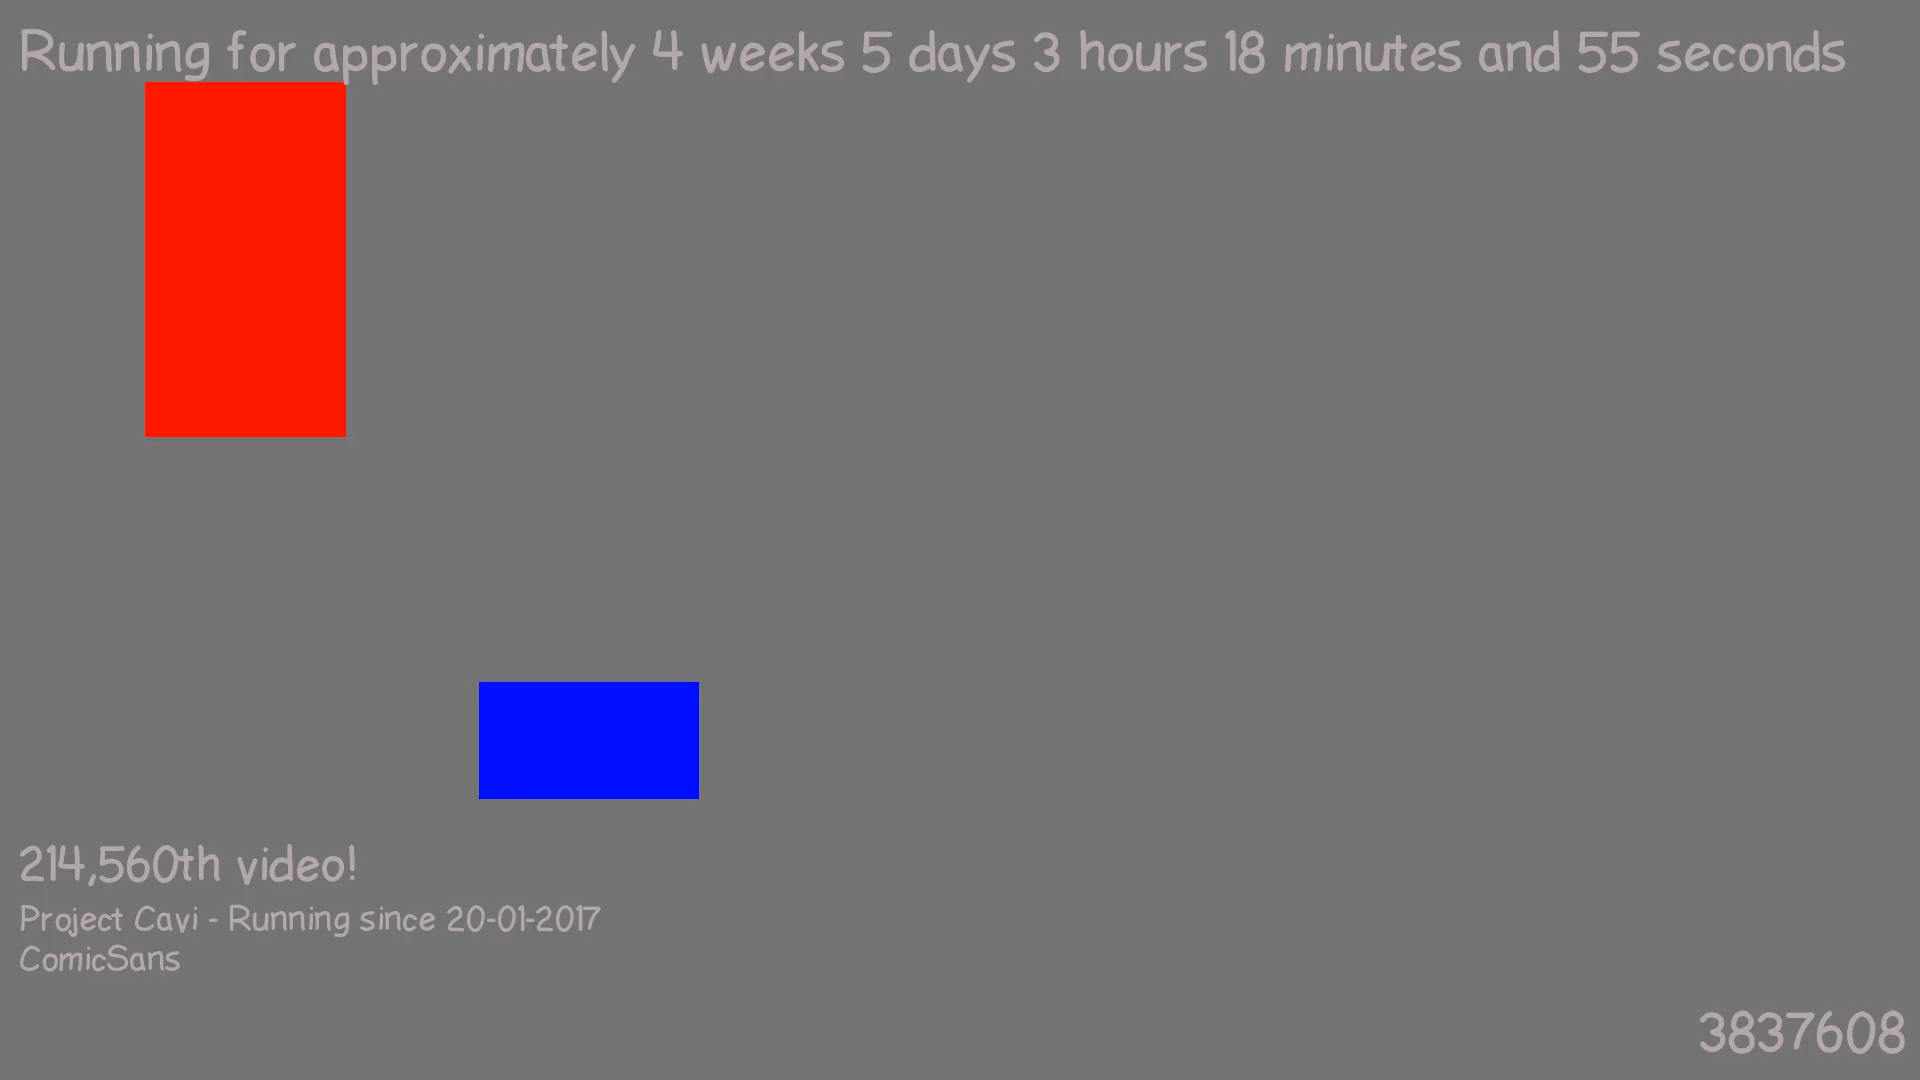 Running for approximately 4 weeks 5 days 3 hours 18 minutes and 55 seconds
214,560th video!
Project Cavi - Running since 20-01-2017
ComicSans
3837608